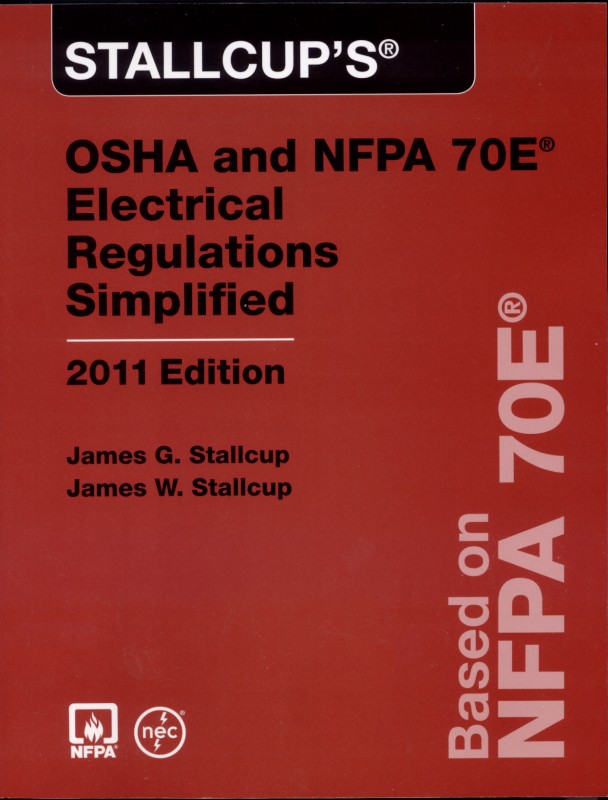 STALLCUP'S®
OSHA and NFPA 70E®
Electrical
Regulations
Simplified
2011 Edition
James G. Stallcup
James W. Stallcup
Based on
NFPA 70E®
NFPA®
nec®